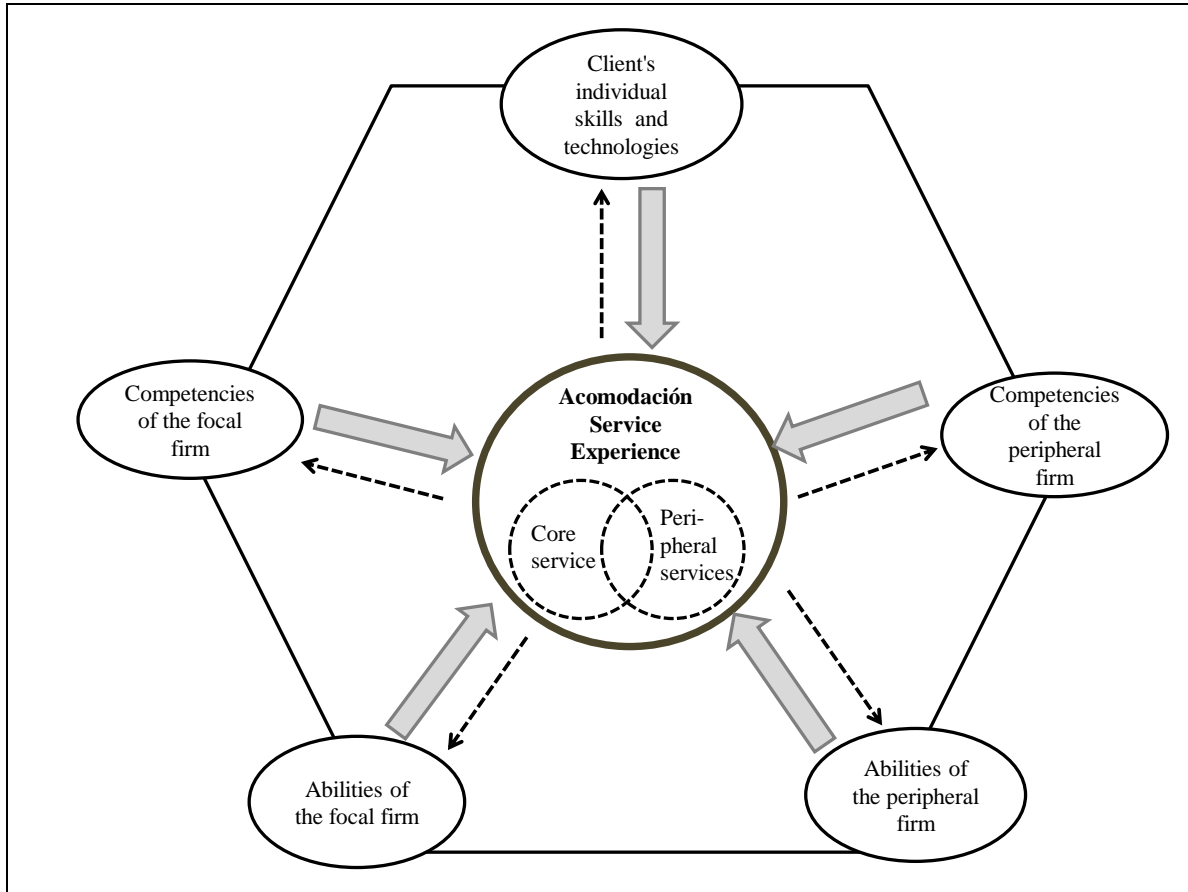 Client's
individual
skills and
technologies
Competencies
of the focal
firm
Acomodación
Service
Experience
Competencies
of the
peripheral
firm
Core
service
Peri-
pheral
services
Abilities of
the focal firm
Abilities of
the peripheral
firm